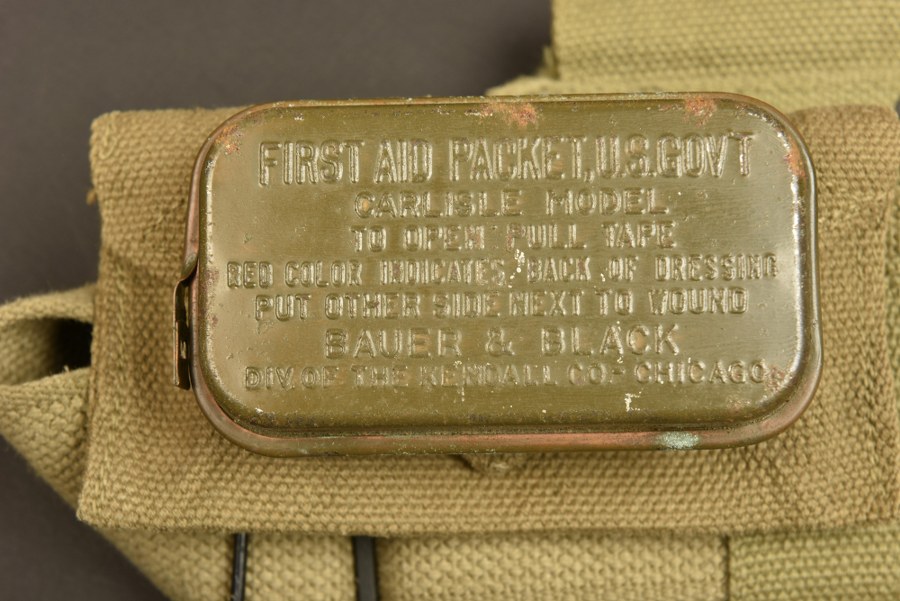 FIRST AID PACKET, U.S. GOV'T
CARLISLE MODEL
TO OPEN PULL TAPE
RED COLOR INDICATES BACK OF DRESSING
PUT OTHER SIDE NEXT TO WOUND
BAUER & BLACK
DIV. OF THE KENDALL CO - CHICAGO